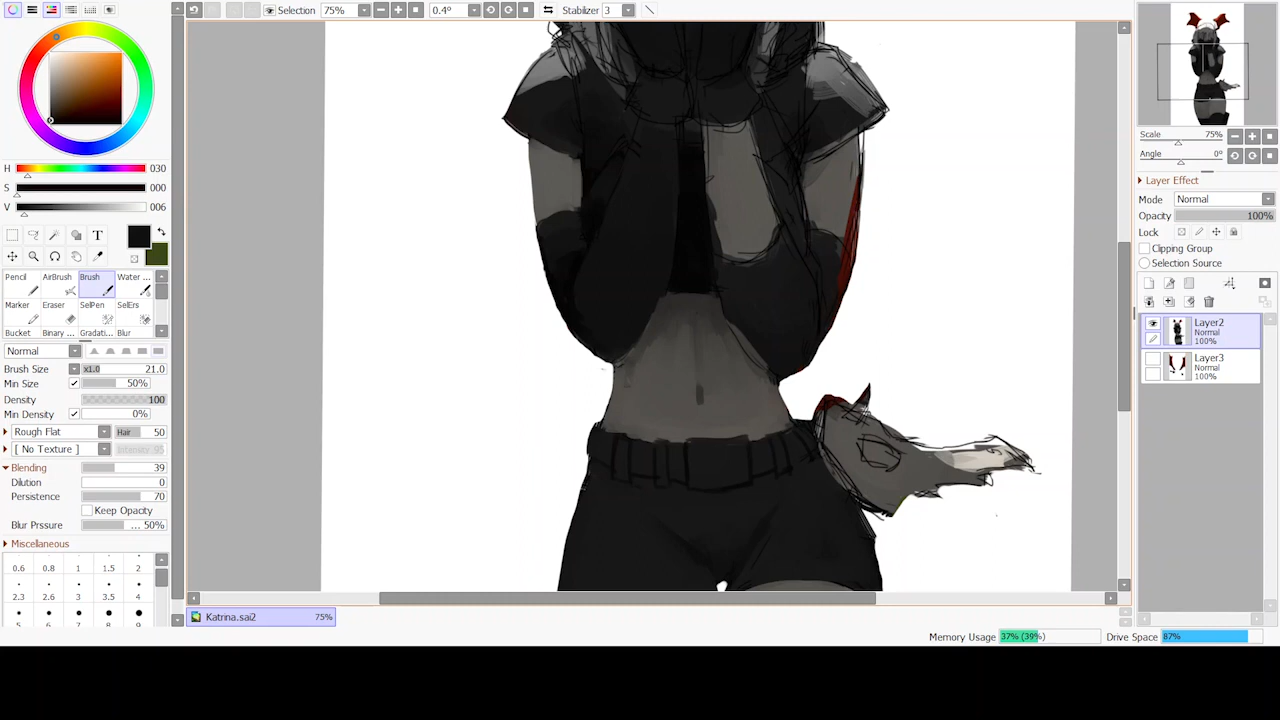 Selection 75% 0.4° Stabilizer 3
H 030
S 000
V 006
T
Pencil AirBrush Brush Water ...
Marker Eraser SelPen SelErs
Bucket Binary ... Gradati... Blur
Normal
Brush Size x1.0 21.0
Min Size 50%
Density 100
Min Density 0%
Rough Flat Hair 50
[ No Texture ] Intensity 95
Blending 39
Dilution 0
Persistence 70
Keep Opacity
Blur Prssure ... 50%
Miscellaneous
0.6 0.8 1 1.5 2
2.3 2.6 3 3.5 4
5 6 7 8 9
Katrina.sai2 75%
Scale 75%
Angle 0°
Layer Effect
Mode Normal
Opacity 100%
Lock
Clipping Group
Selection Source
Layer2
Normal
100%
Layer3
Normal
100%
Memory Usage 37% (39%) Drive Space 87%